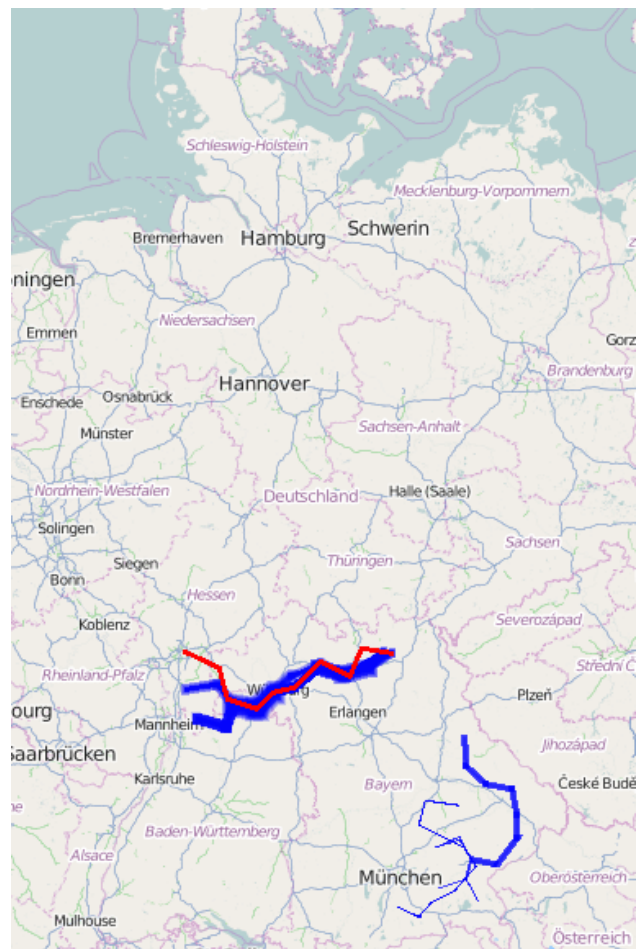 Schleswig-Holstein
Mecklenburg-Vorpommern
Schwerin
Bremerhaven
Hamburg
oningen
Niedersachsen
Emmen
Gorz
Brandenburg
Hannover
Enschede
Osnabrück
Sachsen-Anhalt
Münster
Nordrhein-Westfalen
Deutschland
Halle (Saale)
Solingen
Sachsen
Siegen
Thüringen
Bonn
Hessen
Koblenz
Severozápad
Střední Č
Rheinland-Pfalz
Plzeň
ourg
Erlangen
Mannheim
Jihozápad
Saarbrücken
Karlsruhe
Bayern
České Budě
Baden-Württemberg
Alsace
München
Oberösterreich
Mulhouse
Österreich